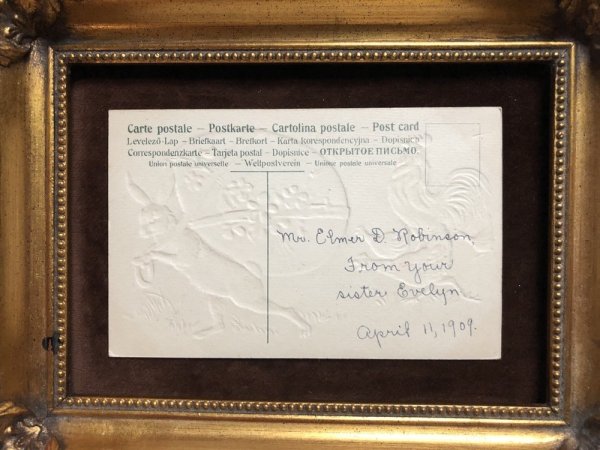 Carte postale — Postkarte — Cartolina postale — Post card
Levelező-Lap — Briefkaart — Brefkort — Karta korespondencyjna — Dopisnica
Correspondenzkarte — Tarjeta postal — Dopisnice — ОТКРЫТОЕ ПИСЬМО.
Union postale universelle — Weltpostverein — Unione postale universale
Mr. Elmer D. Robinson,
From your
sister Evelyn
April 11, 1909.